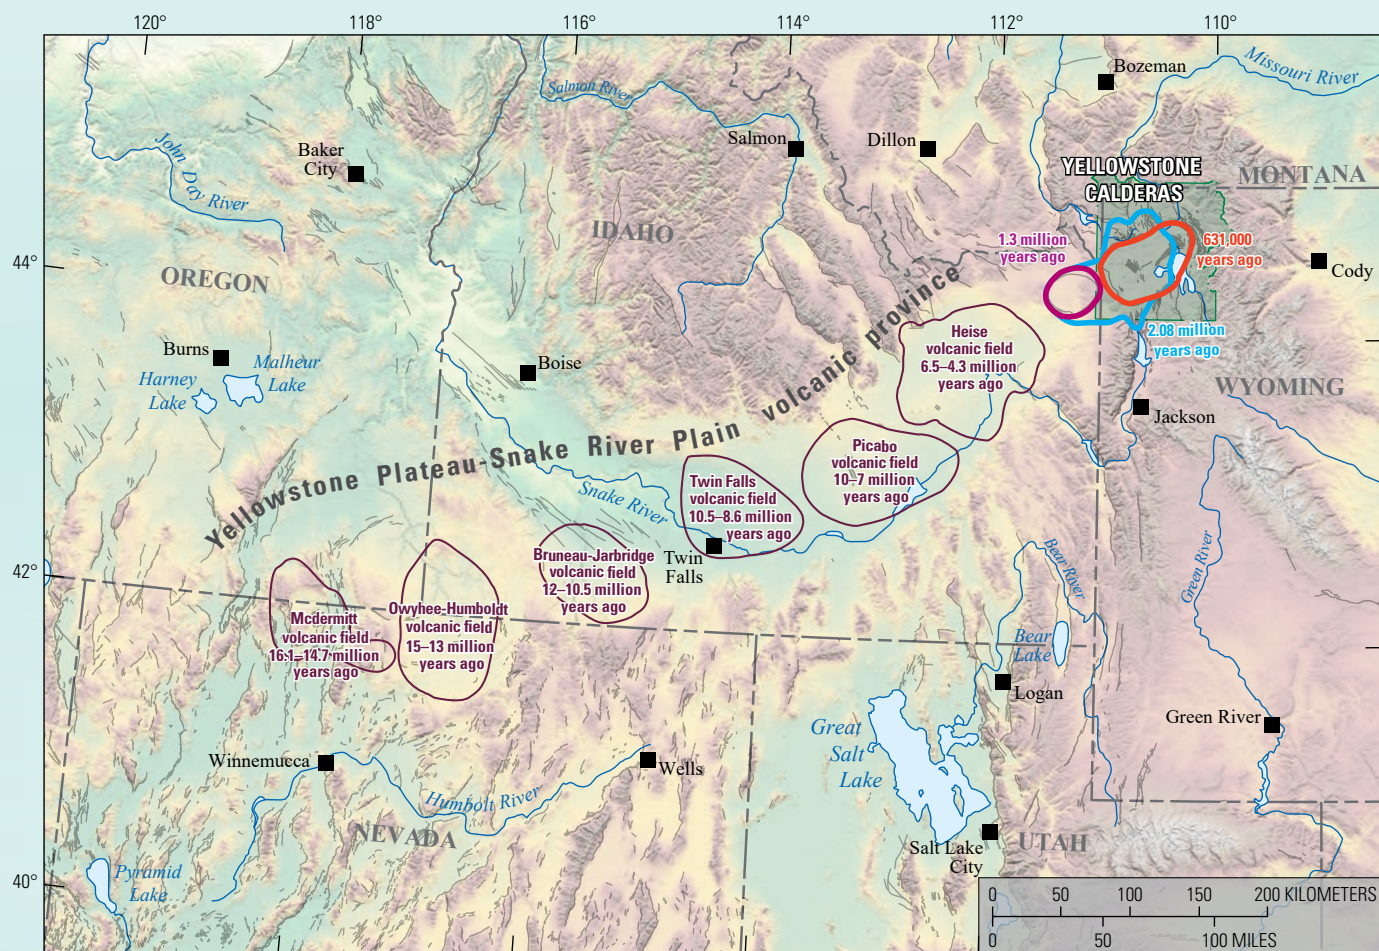 120°
118°
116°
114°
112°
110°
Bozeman
Missouri River
Salmon River
John Day River
Baker
City
Salmon
Dillon
YELLOWSTONE
CALDERAS
MONTANA
IDAHO
1.3 million
years ago
631,000
years ago
44°
OREGON
Cody
2.08 million
years ago
Burns
Malheur
Lake
Harney
Lake
Boise
Heise
volcanic field
6.5–4.3 million
years ago
WYOMING
Jackson
Yellowstone Plateau-Snake River Plain volcanic province
Picabo
volcanic field
10–7 million
years ago
Twin Falls
volcanic field
10.5–8.6 million
years ago
Snake River
Twin
Falls
Bruneau-Jarbridge
volcanic field
12–10.5 million
years ago
42°
Bear River
Green River
Mcdermitt
volcanic field
16.1–14.7 million
years ago
Owyhee-Humboldt
volcanic field
15–13 million
years ago
Bear
Lake
Logan
Green River
Great
Salt
Lake
Winnemucca
Wells
Humbolt River
NEVADA
Salt Lake
City
UTAH
Pyramid
Lake
40°
0 50 100 150 200 KILOMETERS
0 50 100 MILES